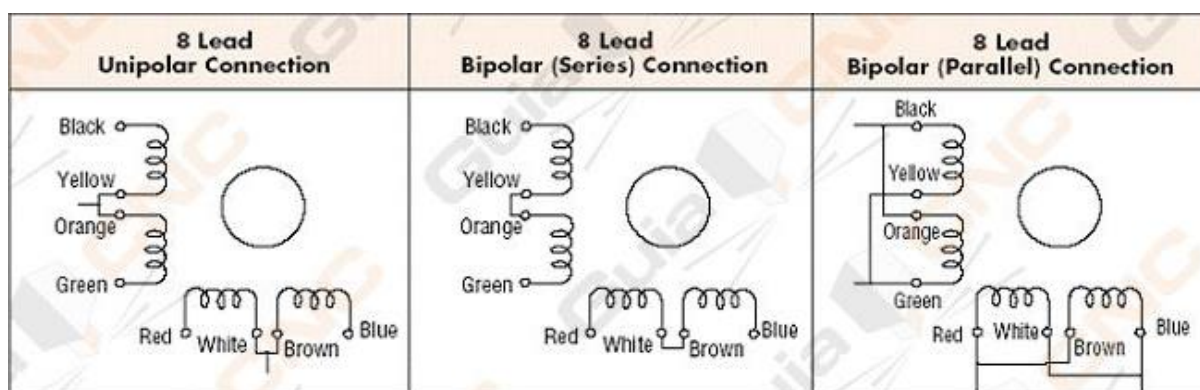 8 Lead
Unipolar Connection
8 Lead
Bipolar (Series) Connection
8 Lead
Bipolar (Parallel) Connection
Black
Yellow
Orange
Green
Red
White
Brown
Blue
Black
Yellow
Orange
Green
Red
White
Brown
Blue
Black
Yellow
Orange
Green
Red
White
Brown
Blue
Guia CNC